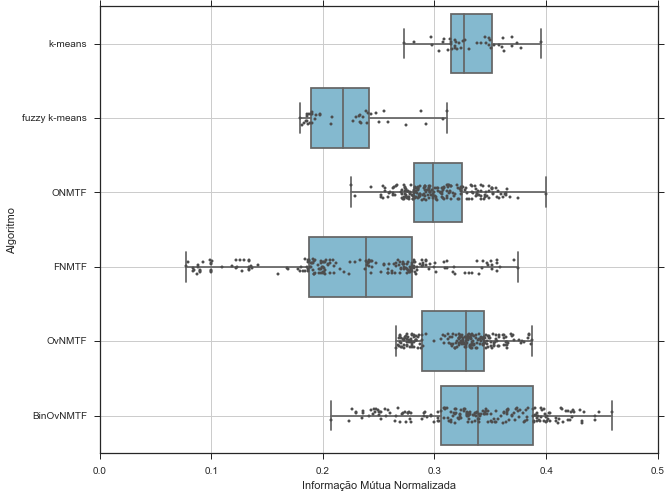 k-means
fuzzy k-means
ONMTF
FNMTF
OvNMTF
BinOvNMTF
Algoritmo
0.0 0.1 0.2 0.3 0.4 0.5
Informação Mútua Normalizada